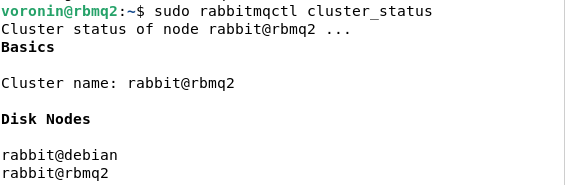 voronin@rbmq2:~$ sudo rabbitmqctl cluster_status
Cluster status of node rabbit@rbmq2 ...
Basics
Cluster name: rabbit@rbmq2
Disk Nodes
rabbit@debian
rabbit@rbmq2